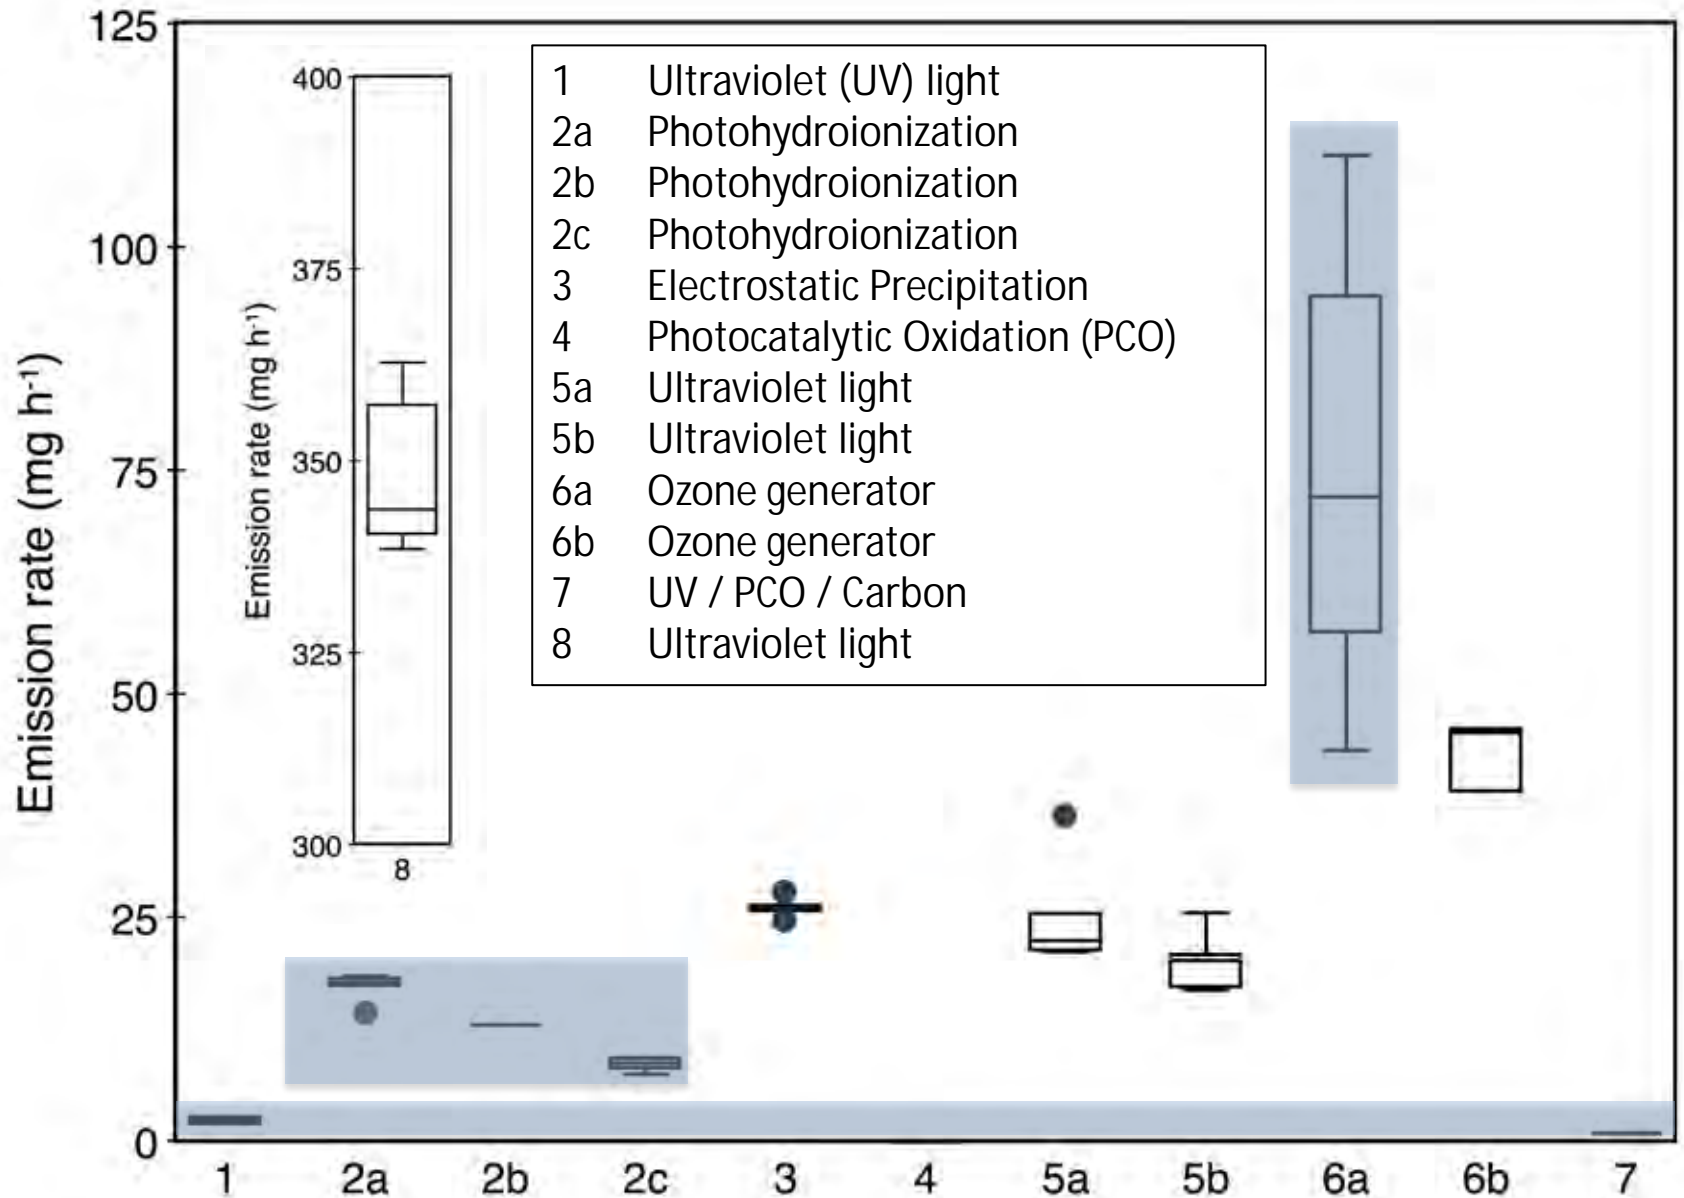 Emission rate (mg h⁻¹)
125
100
75
50
25
0
Emission rate (mg h⁻¹)
400
375
350
325
300
8
1 Ultraviolet (UV) light
2a Photohydroionization
2b Photohydroionization
2c Photohydroionization
3 Electrostatic Precipitation
4 Photocatalytic Oxidation (PCO)
5a Ultraviolet light
5b Ultraviolet light
6a Ozone generator
6b Ozone generator
7 UV / PCO / Carbon
8 Ultraviolet light
1 2a 2b 2c 3 4 5a 5b 6a 6b 7